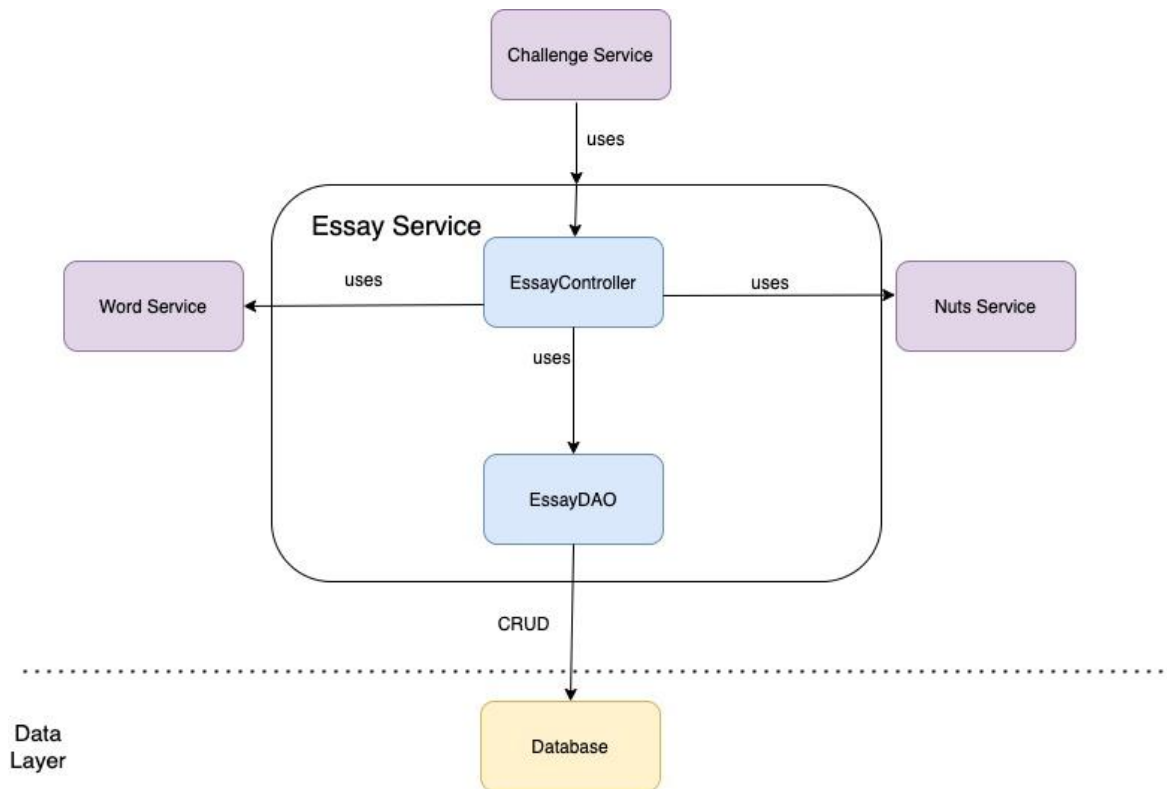 Challenge Service
uses
Essay Service
EssayController
uses
uses
Word Service
Nuts Service
uses
EssayDAO
CRUD
Data
Layer
Database